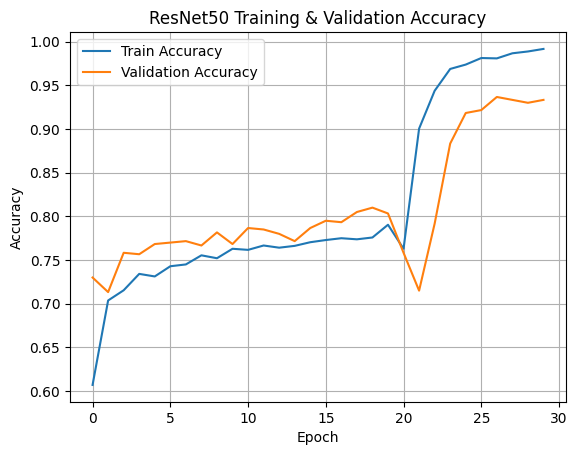 ResNet50 Training & Validation Accuracy
Train Accuracy
Validation Accuracy
1.00
0.95
0.90
0.85
0.80
0.75
0.70
0.65
0.60
Accuracy
0 5 10 15 20 25 30
Epoch